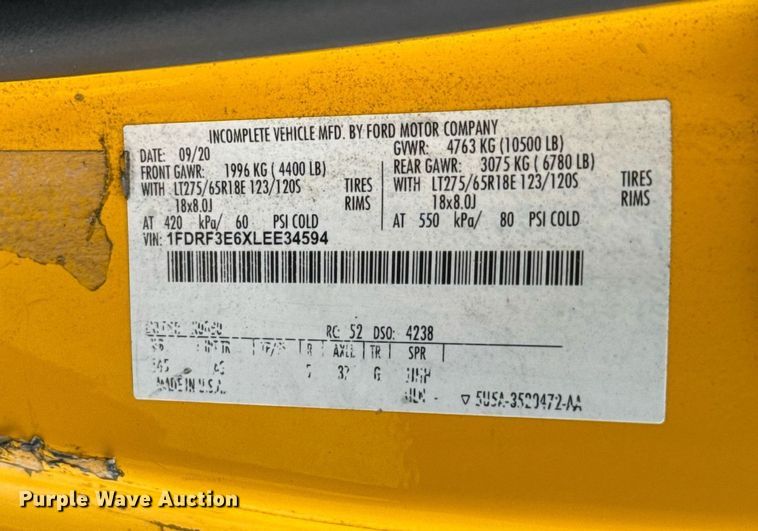 INCOMPLETE VEHICLE MFD. BY FORD MOTOR COMPANY
DATE: 09/20 GVWR: 4763 KG (10500 LB)
FRONT GAWR: 1996 KG (4400 LB) REAR GAWR: 3075 KG (6780 LB)
WITH LT275/65R18E 123/120S TIRES WITH LT275/65R18E 123/120S TIRES
18x8.0J RIMS 18x8.0J RIMS
AT 420 kPa/ 60 PSI COLD AT 550 kPa/ 80 PSI COLD
VIN: 1FDRF3E6XLEE34594
RC: 52 DSO: 4238
INT TR R AXLE TR SPR
37 G
MADE IN U.S.A.
▽ 5U5A-3520472-AA
Purple Wave Auction